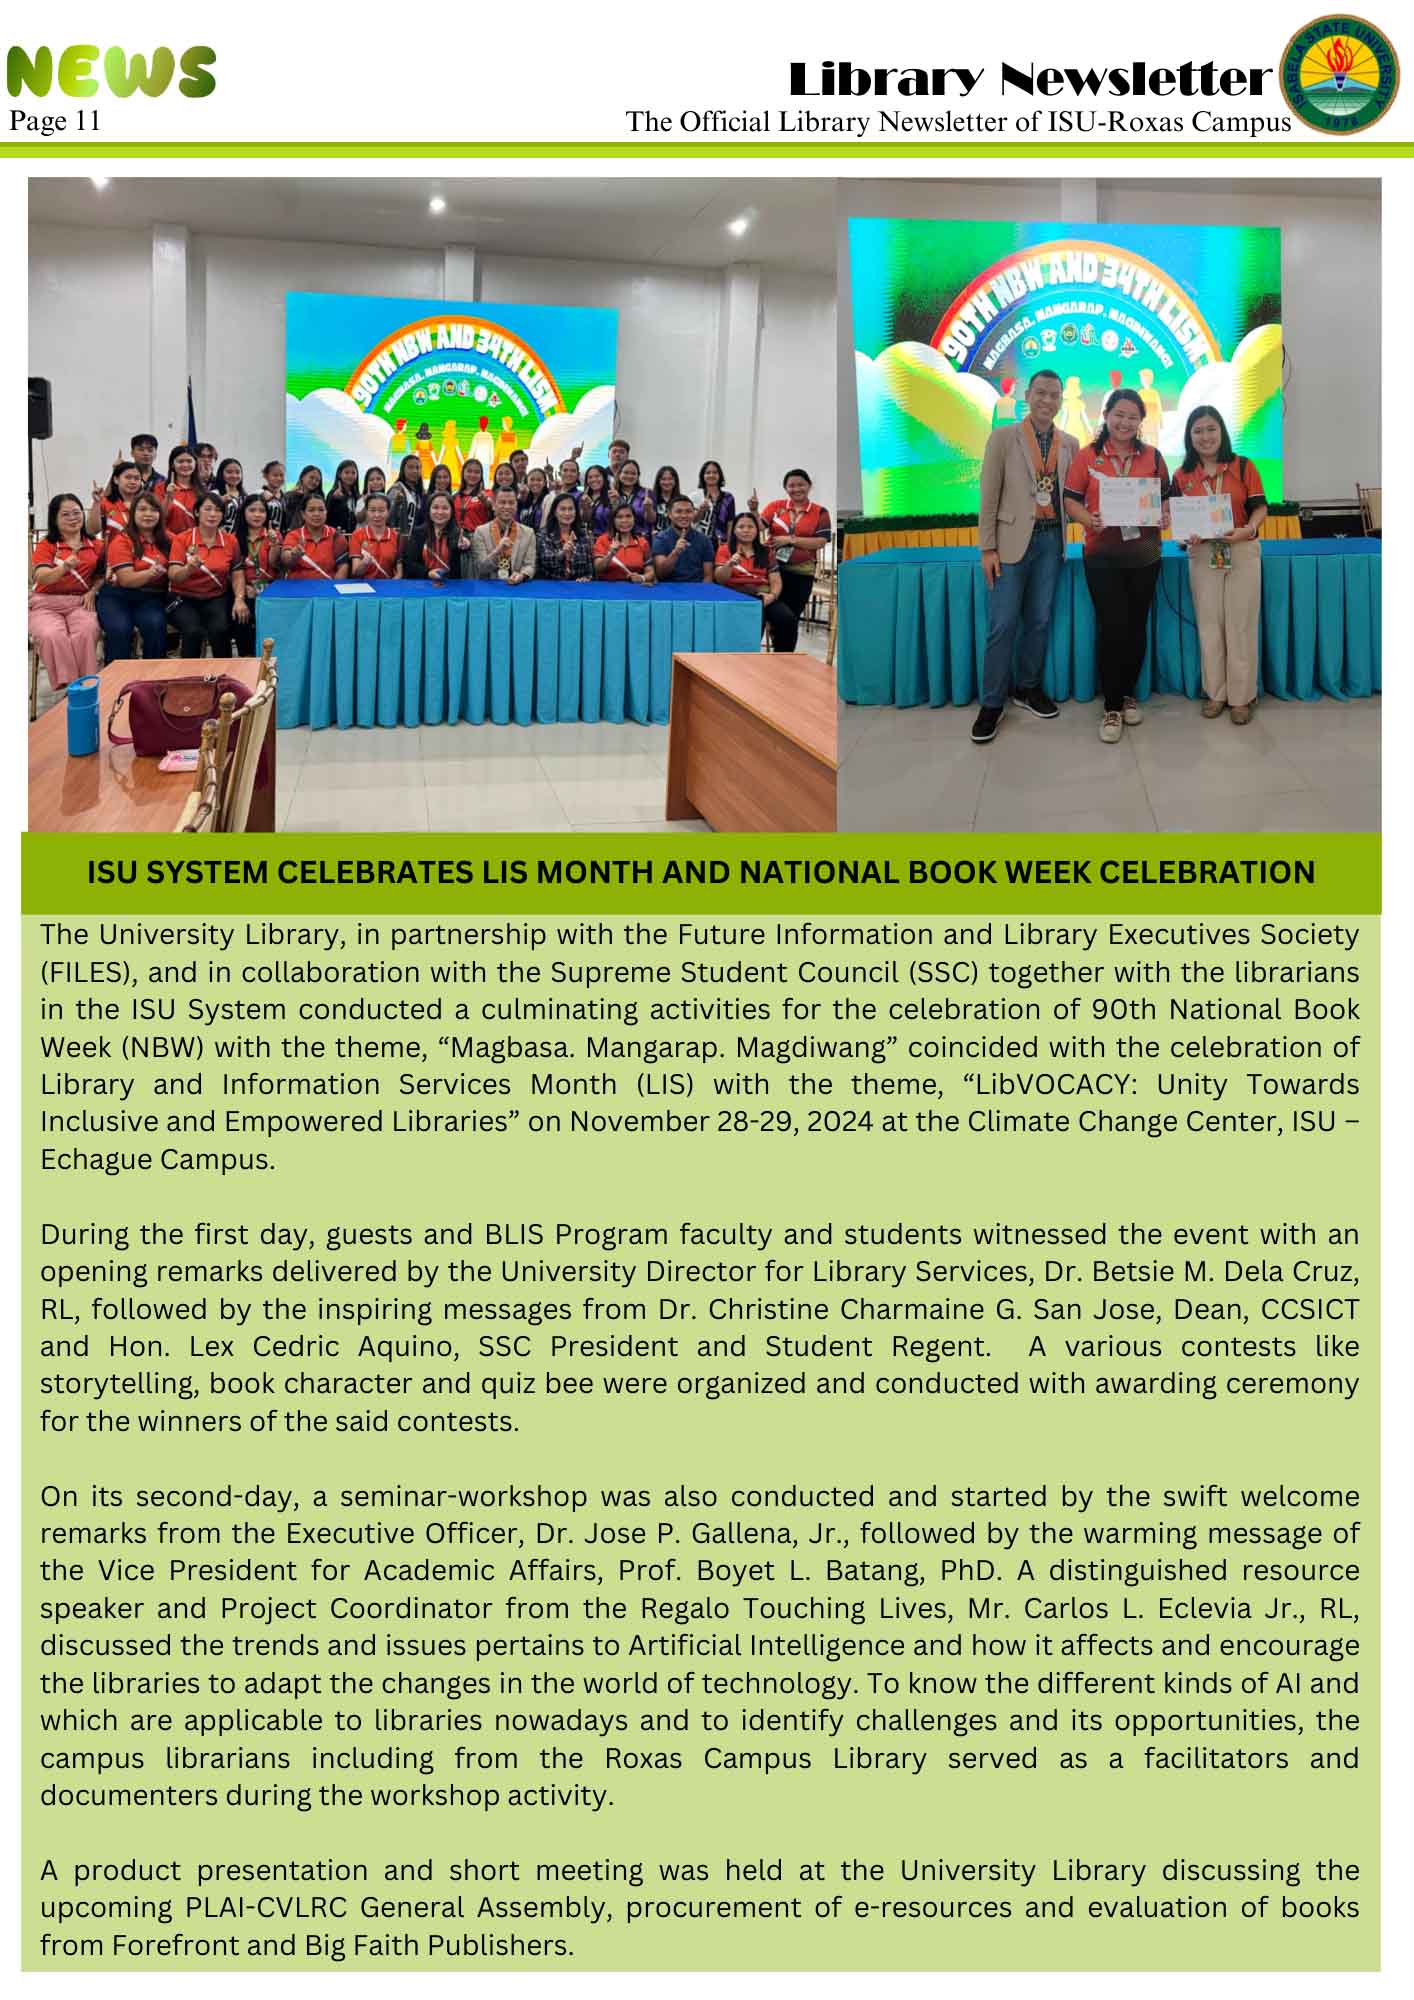 NEWS
Page 11
Library Newsletter
The Official Library Newsletter of ISU-Roxas Campus
ISABELA STATE UNIVERSITY
1978
90TH NBW AND 34TH LISM
MAGBASA. MANGARAP. MAGDIWANG
90TH NBW AND 34TH LISM
MAGBASA. MANGARAP. MAGDIWANG
ISU SYSTEM CELEBRATES LIS MONTH AND NATIONAL BOOK WEEK CELEBRATION
The University Library, in partnership with the Future Information and Library Executives Society
(FILES), and in collaboration with the Supreme Student Council (SSC) together with the librarians
in the ISU System conducted a culminating activities for the celebration of 90th National Book
Week (NBW) with the theme, “Magbasa. Mangarap. Magdiwang” coincided with the celebration of
Library and Information Services Month (LIS) with the theme, “LibVOCACY: Unity Towards
Inclusive and Empowered Libraries” on November 28-29, 2024 at the Climate Change Center, ISU –
Echague Campus.
During the first day, guests and BLIS Program faculty and students witnessed the event with an
opening remarks delivered by the University Director for Library Services, Dr. Betsie M. Dela Cruz,
RL, followed by the inspiring messages from Dr. Christine Charmaine G. San Jose, Dean, CCSICT
and Hon. Lex Cedric Aquino, SSC President and Student Regent. A various contests like
storytelling, book character and quiz bee were organized and conducted with awarding ceremony
for the winners of the said contests.
On its second-day, a seminar-workshop was also conducted and started by the swift welcome
remarks from the Executive Officer, Dr. Jose P. Gallena, Jr., followed by the warming message of
the Vice President for Academic Affairs, Prof. Boyet L. Batang, PhD. A distinguished resource
speaker and Project Coordinator from the Regalo Touching Lives, Mr. Carlos L. Eclevia Jr., RL,
discussed the trends and issues pertains to Artificial Intelligence and how it affects and encourage
the libraries to adapt the changes in the world of technology. To know the different kinds of AI and
which are applicable to libraries nowadays and to identify challenges and its opportunities, the
campus librarians including from the Roxas Campus Library served as a facilitators and
documenters during the workshop activity.
A product presentation and short meeting was held at the University Library discussing the
upcoming PLAI-CVLRC General Assembly, procurement of e-resources and evaluation of books
from Forefront and Big Faith Publishers.